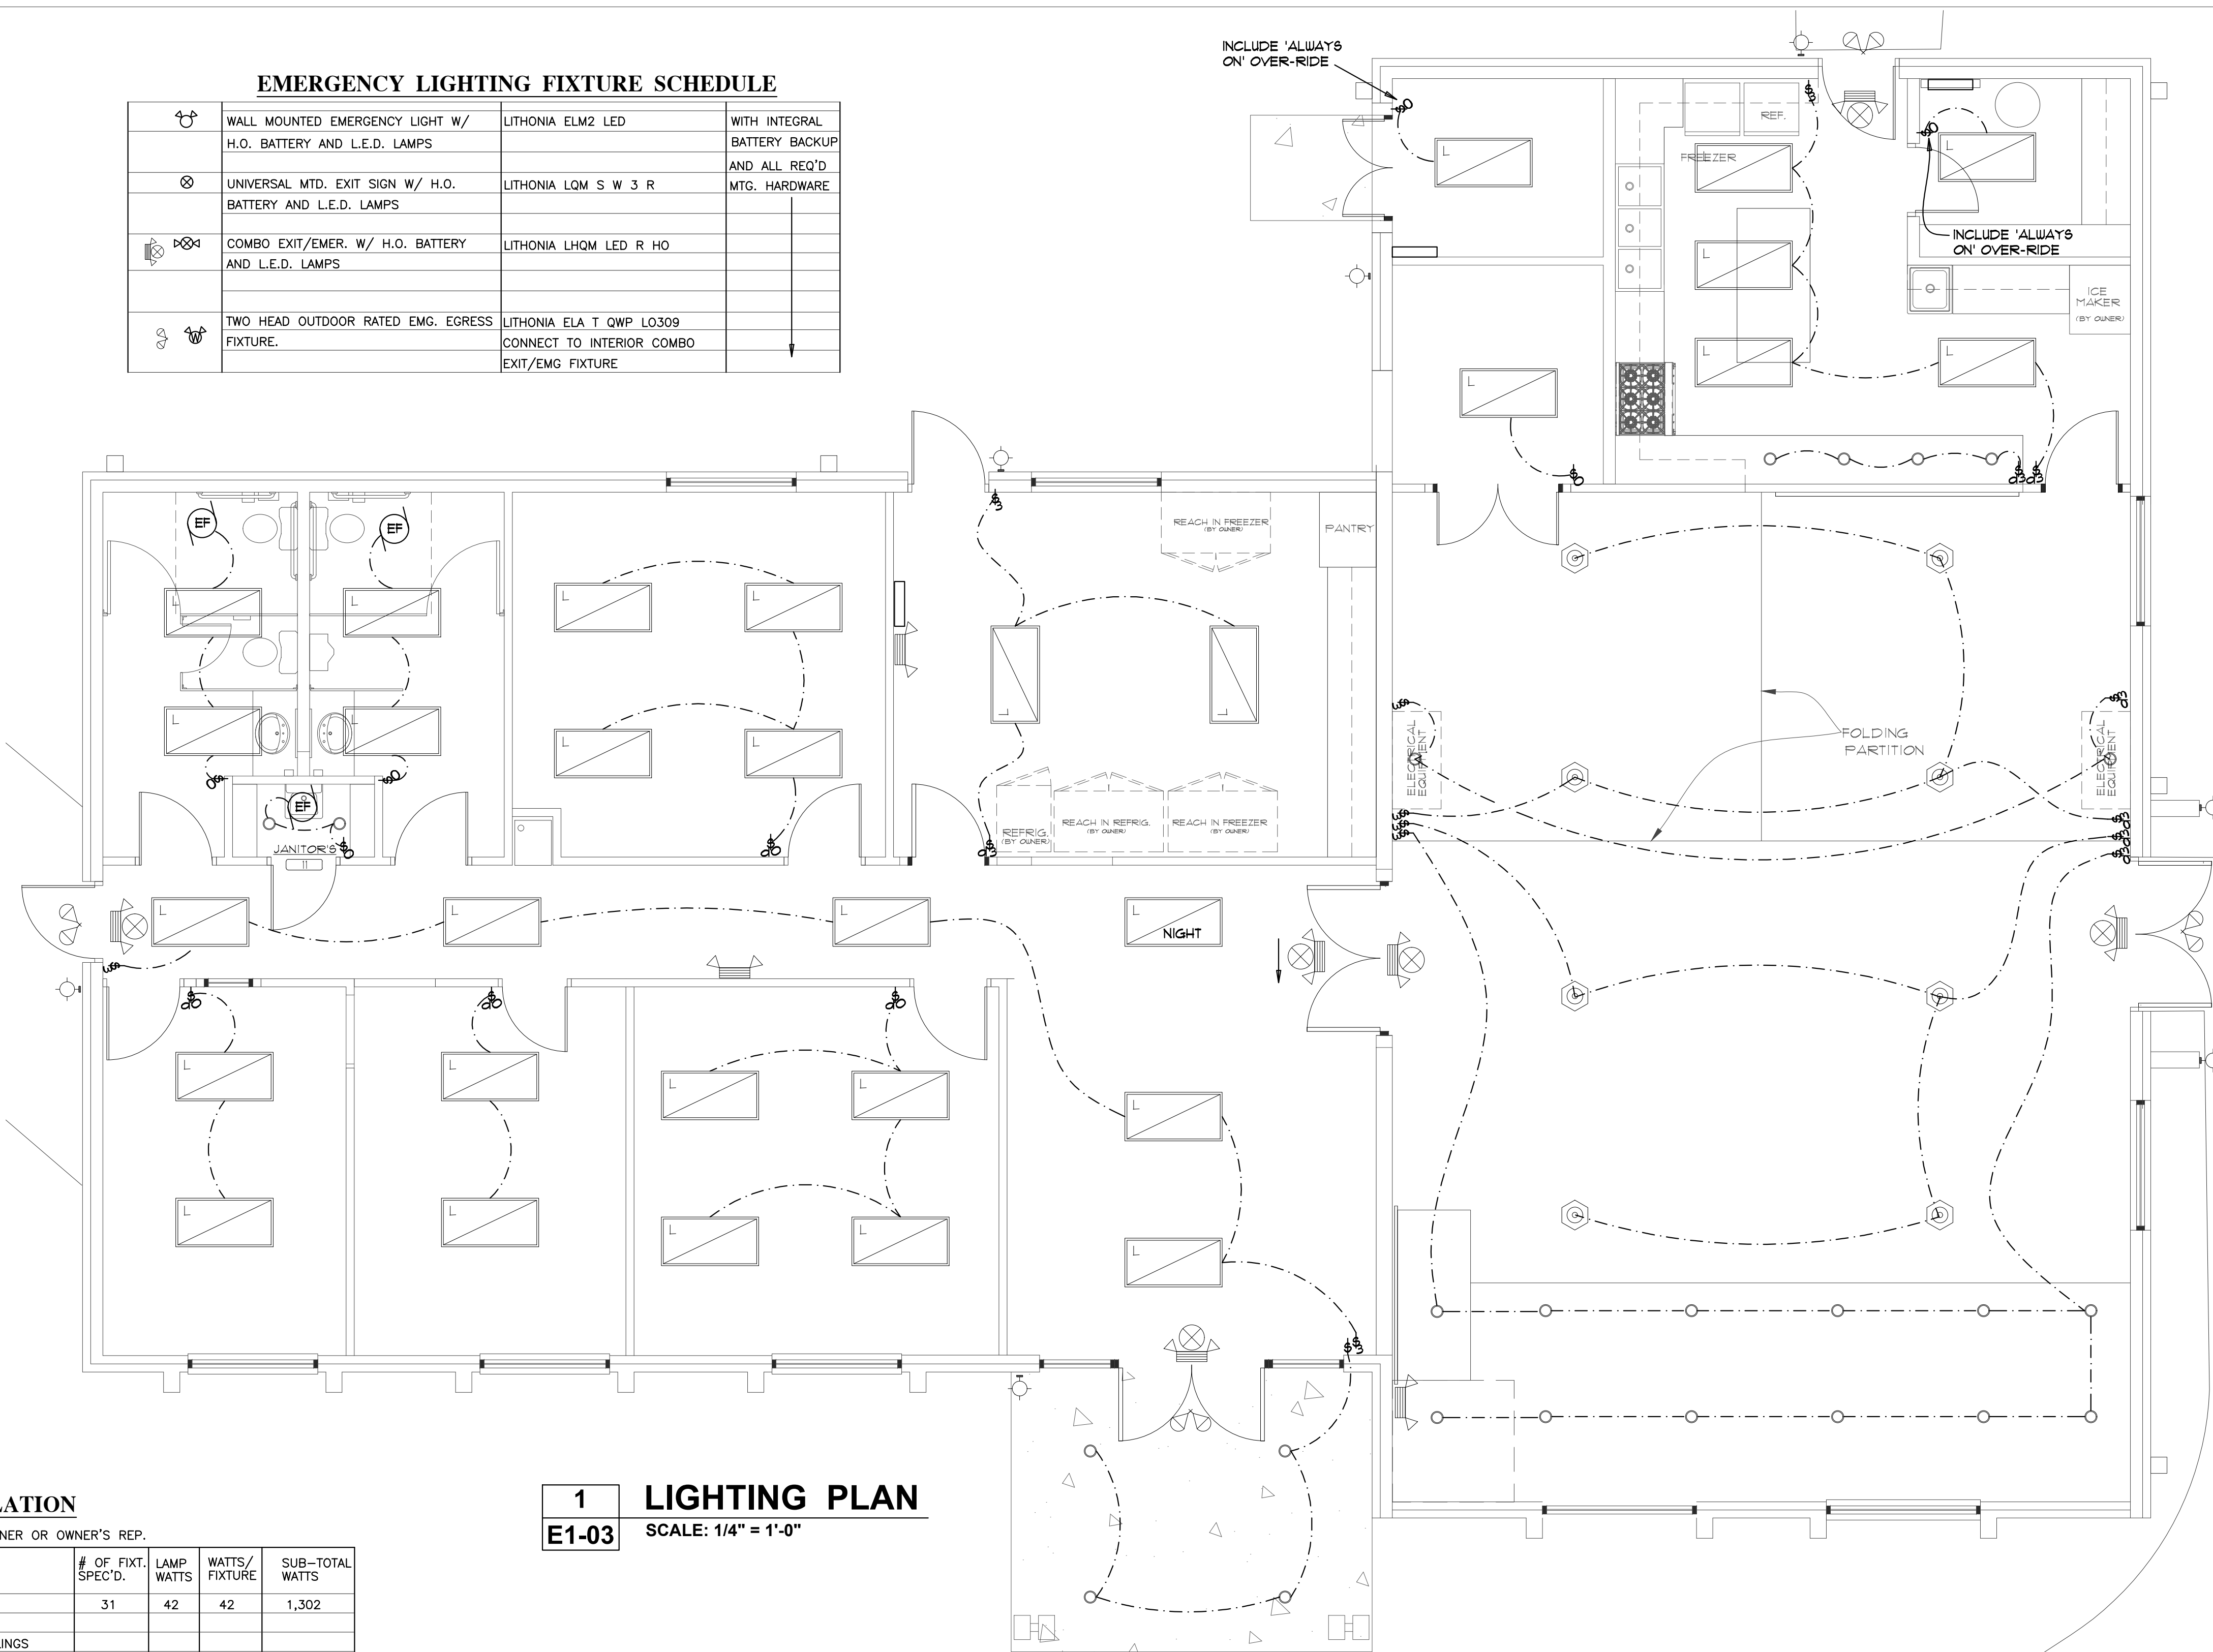 EMERGENCY LIGHTING FIXTURE SCHEDULE
WALL MOUNTED EMERGENCY LIGHT W/
H.O. BATTERY AND L.E.D. LAMPS
LITHONIA ELM2 LED
WITH INTEGRAL
BATTERY BACKUP
AND ALL REQ'D
MTG. HARDWARE
UNIVERSAL MTD. EXIT SIGN W/ H.O.
BATTERY AND L.E.D. LAMPS
LITHONIA LQM S W 3 R
COMBO EXIT/EMER. W/ H.O. BATTERY
AND L.E.D. LAMPS
LITHONIA LHQM LED R HO
W
TWO HEAD OUTDOOR RATED EMG. EGRESS
FIXTURE.
LITHONIA ELA T QWP LO309
CONNECT TO INTERIOR COMBO
EXIT/EMG FIXTURE
INCLUDE 'ALWAYS
ON' OVER-RIDE
REF.
FREEZER
INCLUDE 'ALWAYS
ON' OVER-RIDE
ICE
MAKER
(BY OWNER)
EF
EF
REACH IN FREEZER
(BY OWNER)
PANTRY
FOLDING
PARTITION
ELECTRICAL
EQUIPMENT
ELECTRICAL
EQUIPMENT
EF
JANITOR'S
11
REFRIG.
(BY OWNER)
REACH IN REFRIG.
(BY OWNER)
REACH IN FREEZER
(BY OWNER)
NIGHT
1
E1-03
LIGHTING PLAN
SCALE: 1/4" = 1'-0"
LATION
NER OR OWNER'S REP.
# OF FIXT.
SPEC'D.
LAMP
WATTS
WATTS/
FIXTURE
SUB-TOTAL
WATTS
31
42
42
1,302
LINGS